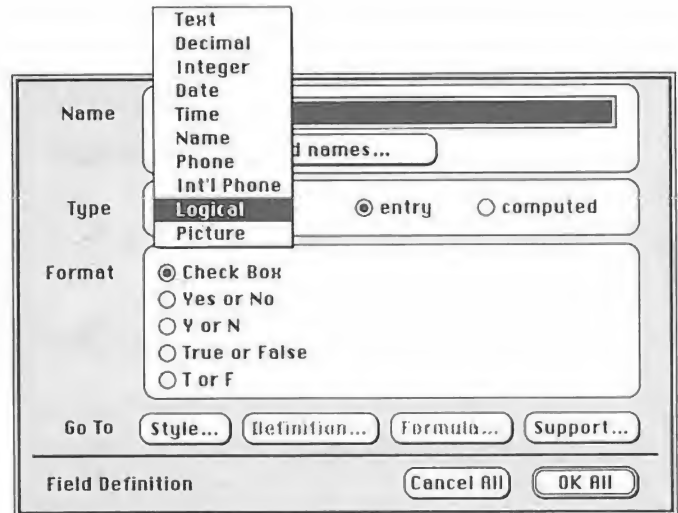 Text
Decimal
Integer
Date
Time
Name
Phone
Int'l Phone
Logical
Picture
Name
d names...
Type
entry
computed
Format
Check Box
Yes or No
Y or N
True or False
T or F
Go To Style... Definition... Formula... Support...
Field Definition Cancel All OK All